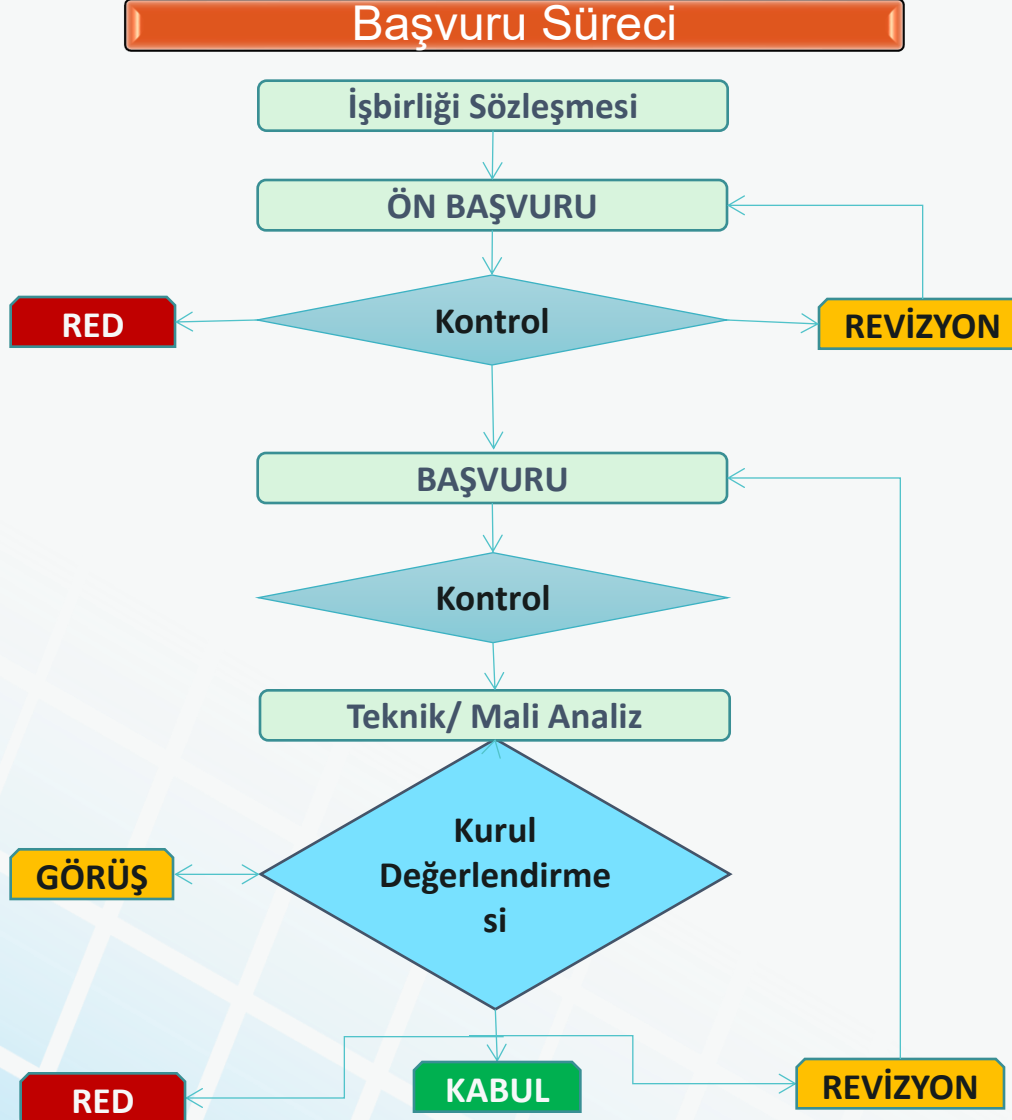 Başvuru Süreci
İşbirliği Sözleşmesi
ÖN BAŞVURU
RED
Kontrol
REVİZYON
BAŞVURU
Kontrol
Teknik/ Mali Analiz
Kurul
Değerlendirme
si
GÖRÜŞ
RED
KABUL
REVİZYON